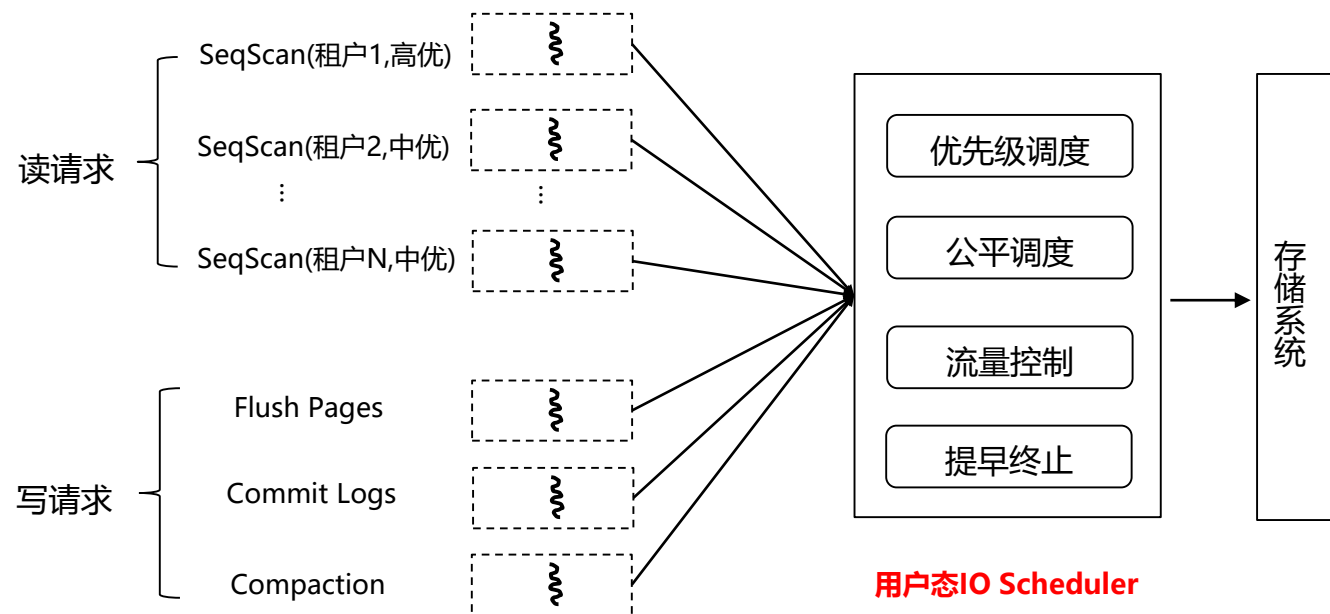 读请求
SeqScan(租户1,高优)
SeqScan(租户2,中优)
...
SeqScan(租户N,中优)
...
写请求
Flush Pages
Commit Logs
Compaction
优先级调度
公平调度
流量控制
提早终止
用户态IO Scheduler
存储系统